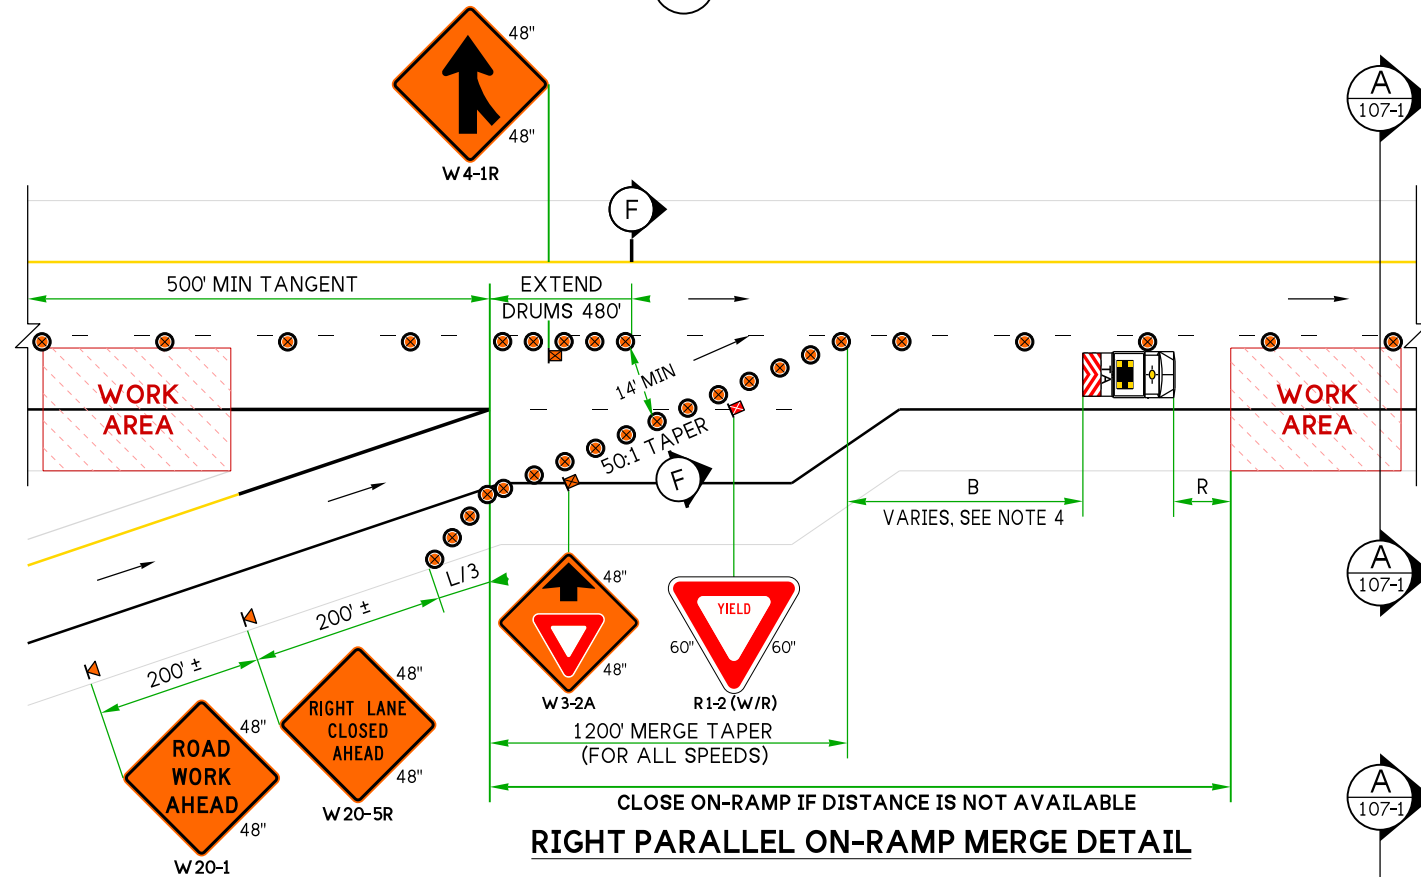 48"
48"
W4-1R
A
107-1
F
500' MIN TANGENT
EXTEND
DRUMS 480'
WORK
AREA
14' MIN
50:1 TAPER
F
WORK
AREA
B
VARIES, SEE NOTE 4
R
A
107-1
L/3
200' ±
200' ±
48"
48"
W3-2A
YIELD
60"
60"
R1-2 (W/R)
RIGHT LANE
CLOSED
AHEAD
48"
48"
W20-5R
ROAD
WORK
AHEAD
48"
48"
W20-1
1200' MERGE TAPER
(FOR ALL SPEEDS)
A
107-1
CLOSE ON-RAMP IF DISTANCE IS NOT AVAILABLE
RIGHT PARALLEL ON-RAMP MERGE DETAIL